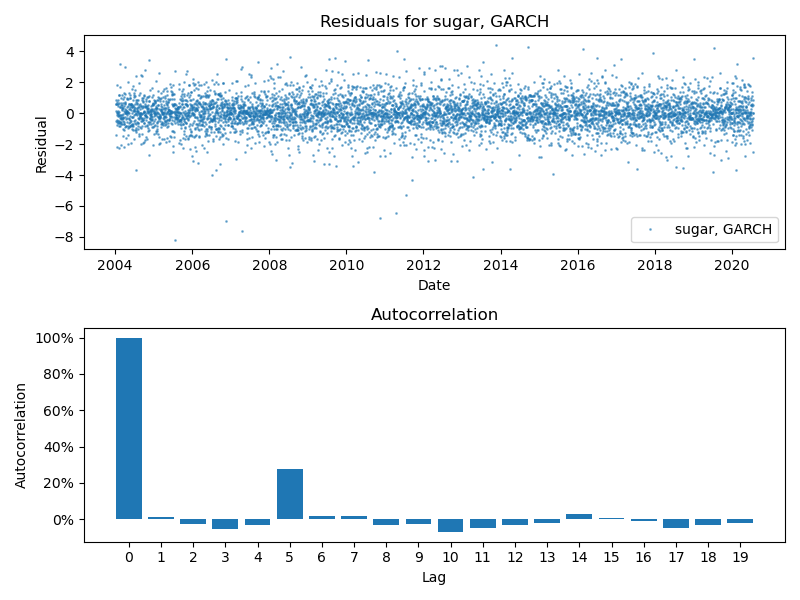 Residuals for sugar, GARCH
4
2
0
−2
−4
−6
−8
Residual
sugar, GARCH
2004 2006 2008 2010 2012 2014 2016 2018 2020
Date
Autocorrelation
100%
80%
60%
40%
20%
0%
Autocorrelation
0 1 2 3 4 5 6 7 8 9 10 11 12 13 14 15 16 17 18 19
Lag